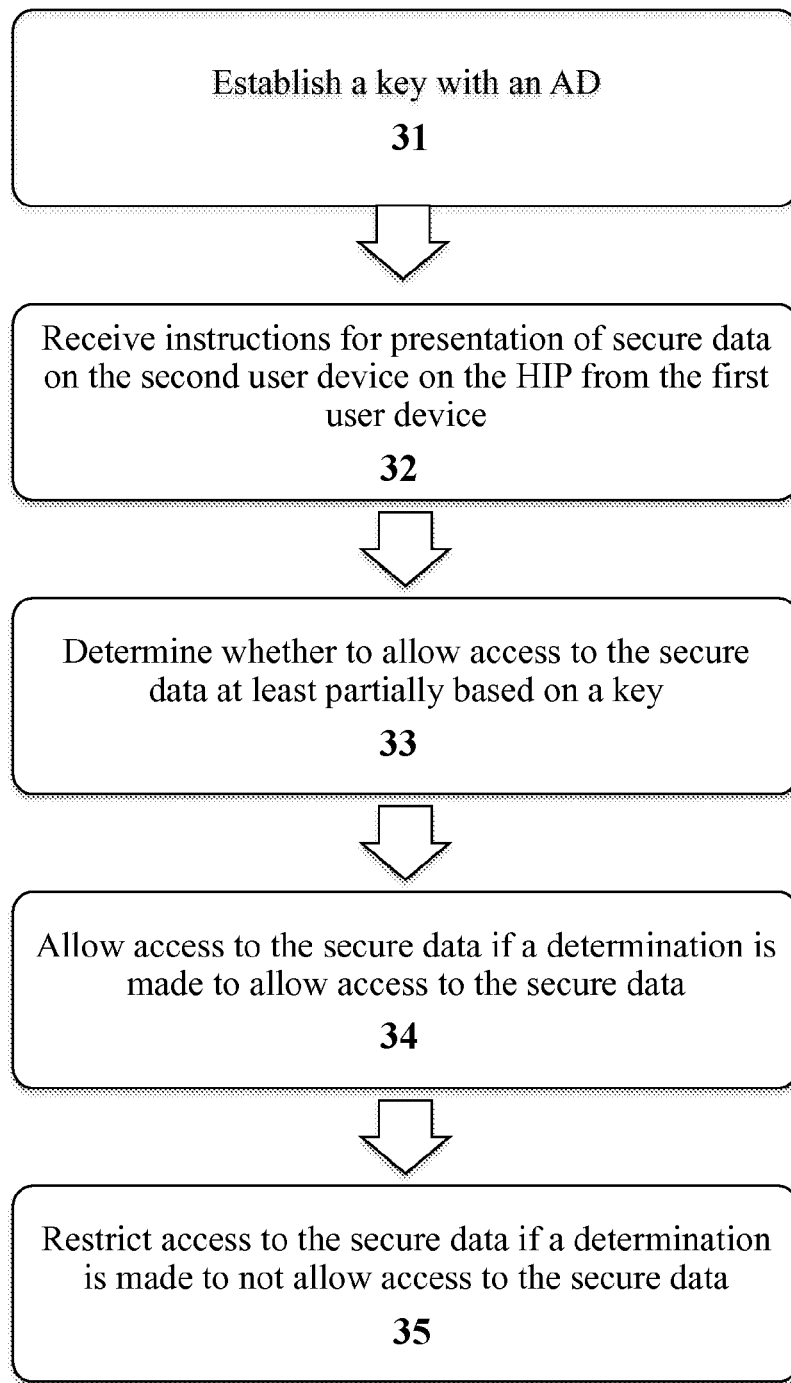 Establish a key with an AD
31
Receive instructions for presentation of secure data
on the second user device on the HIP from the first
user device
32
Determine whether to allow access to the secure
data at least partially based on a key
33
Allow access to the secure data if a determination is
made to allow access to the secure data
34
Restrict access to the secure data if a determination
is made to not allow access to the secure data
35